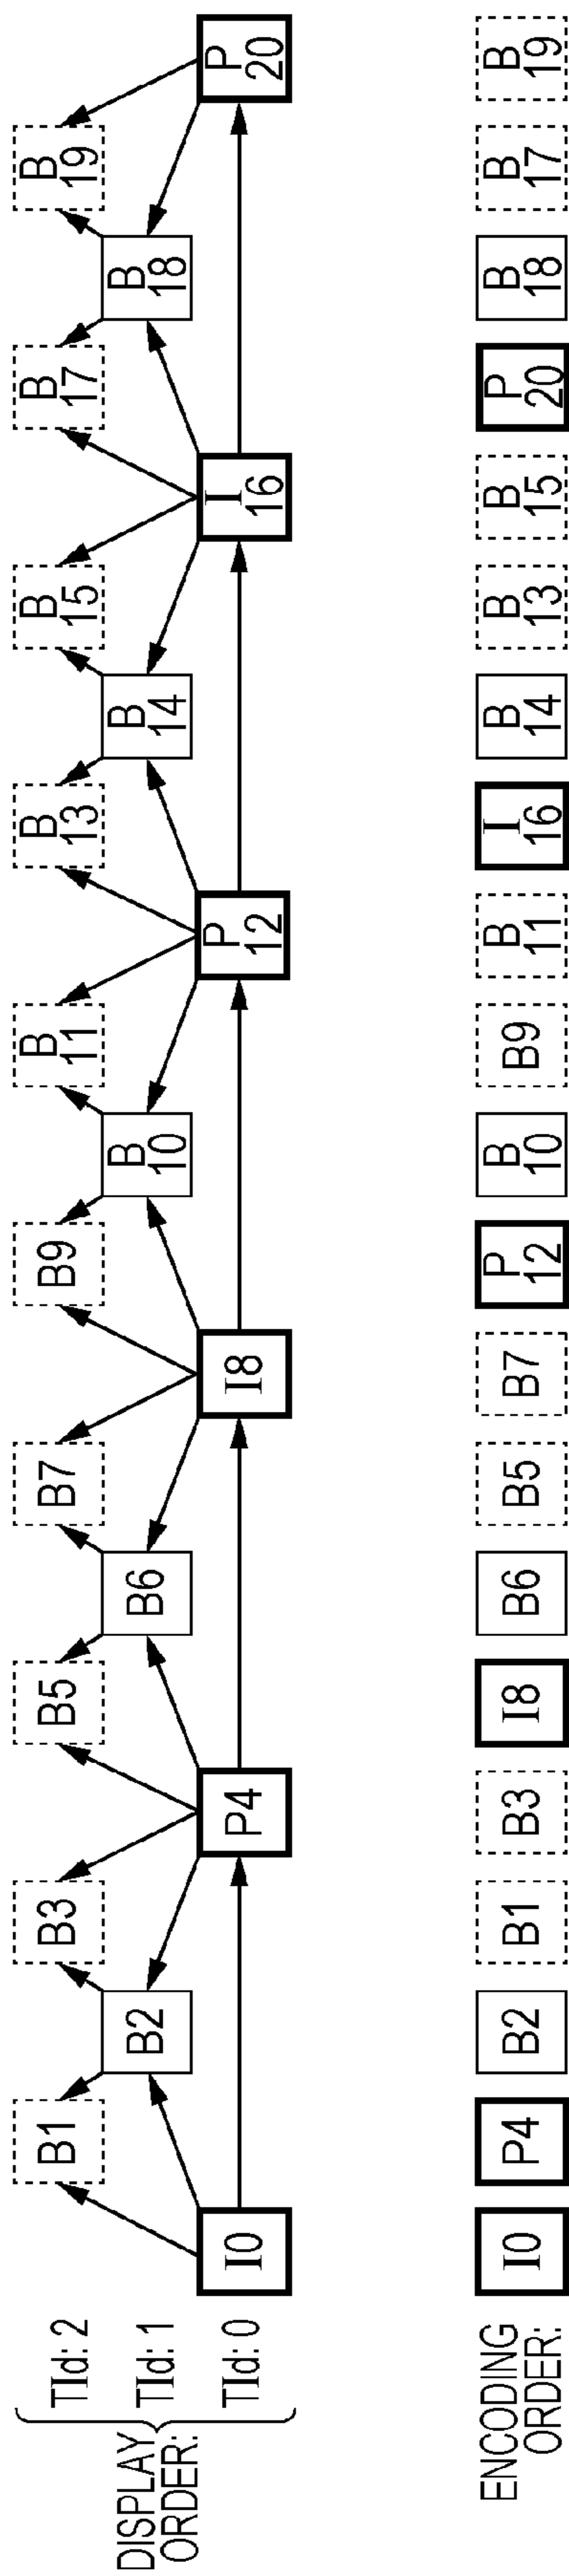 DISPLAY
ORDER:
TId: 2
B1
B3
B5
B7
B9
B
11
B
13
B
15
B
17
B
19
TId: 1
B2
B6
B
10
B
14
B
18
TId: 0
I0
P4
I8
P
12
I
16
P
20
ENCODING
ORDER:
I0
P4
B2
B1
B3
I8
B6
B5
B7
P
12
B
10
B9
B
11
I
16
B
14
B
13
B
15
P
20
B
18
B
17
B
19